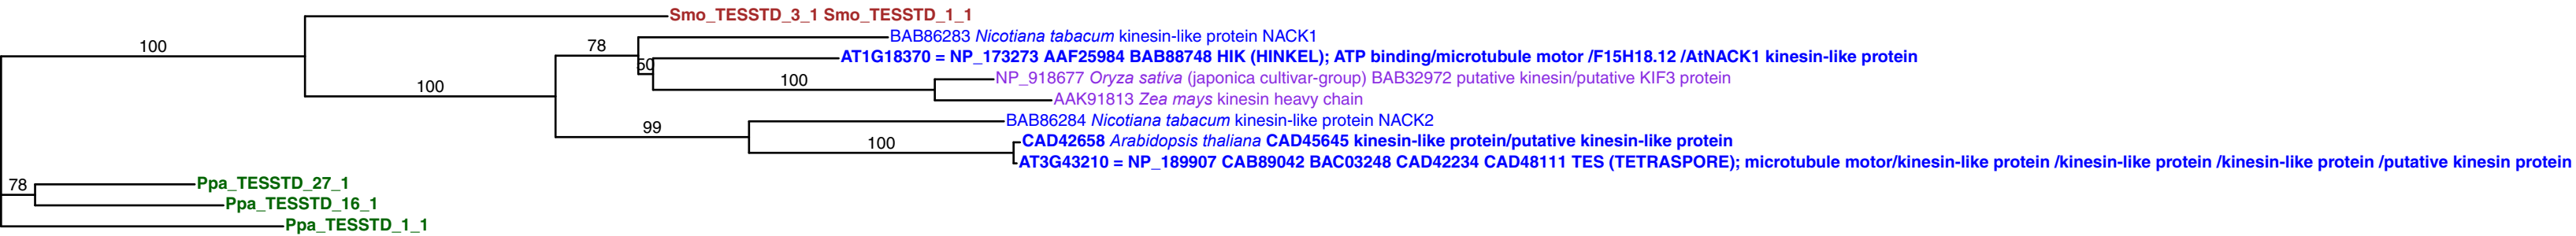 Smo_TESSTD_3_1 Smo_TESSTD_1_1
BAB86283 Nicotiana tabacum kinesin-like protein NACK1
100
78
AT1G18370 = NP_173273 AAF25984 BAB88748 HIK (HINKEL); ATP binding/microtubule motor /F15H18.12 /AtNACK1 kinesin-like protein
50
NP_918677 Oryza sativa (japonica cultivar-group) BAB32972 putative kinesin/putative KIF3 protein
100
100
AAK91813 Zea mays kinesin heavy chain
BAB86284 Nicotiana tabacum kinesin-like protein NACK2
99
CAD42658 Arabidopsis thaliana CAD45645 kinesin-like protein/putative kinesin-like protein
100
AT3G43210 = NP_189907 CAB89042 BAC03248 CAD42234 CAD48111 TES (TETRASPORE); microtubule motor/kinesin-like protein /kinesin-like protein /kinesin-like protein /putative kinesin protein
78
Ppa_TESSTD_27_1
Ppa_TESSTD_16_1
Ppa_TESSTD_1_1